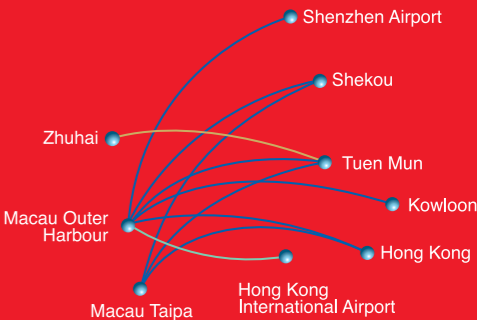 Shenzhen Airport
Shekou
Zhuhai
Tuen Mun
Kowloon
Macau Outer
Harbour
Hong Kong
Hong Kong
International Airport
Macau Taipa